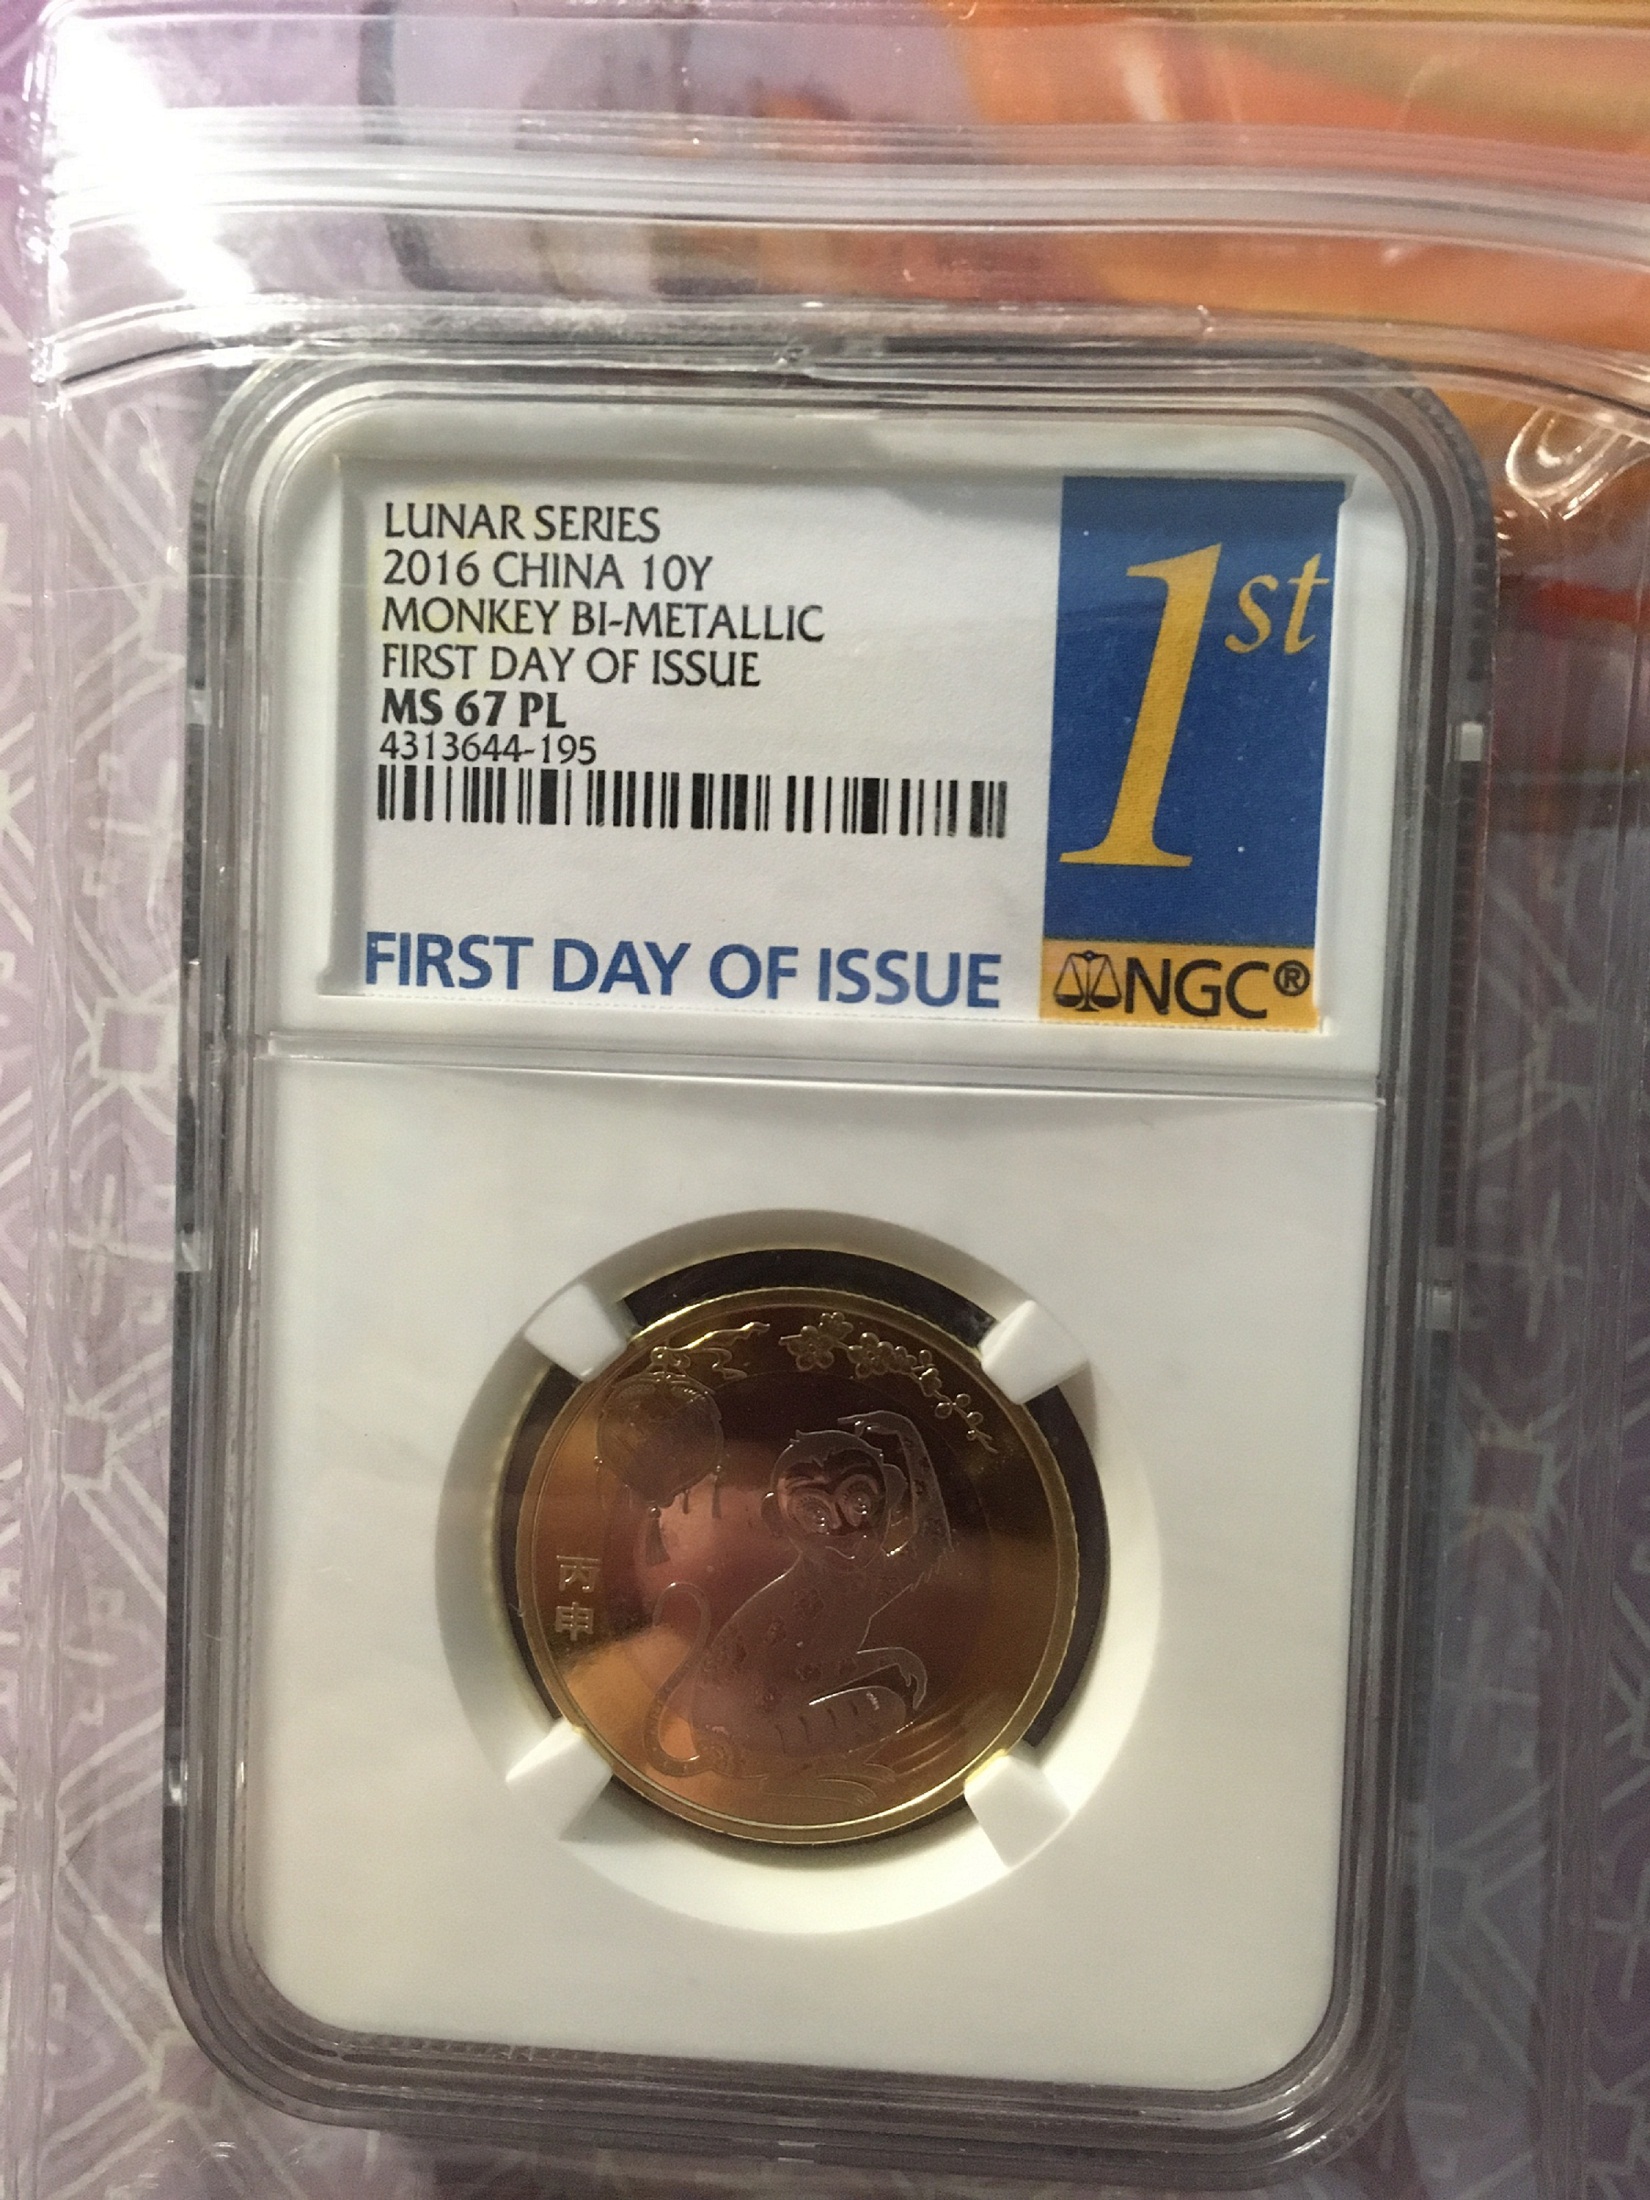 LUNAR SERIES
2016 CHINA 10Y
MONKEY BI-METALLIC
FIRST DAY OF ISSUE
MS 67 PL
4313644-195
1st
FIRST DAY OF ISSUE
NGC®
丙
申